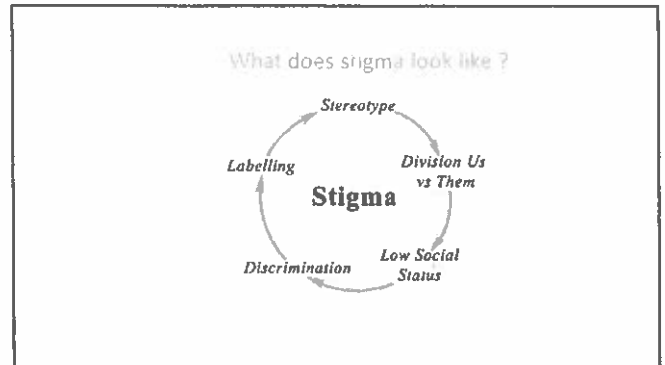 What does stigma look like ?
Stereotype
Division Us
vs Them
Low Social
Status
Discrimination
Labelling
Stigma